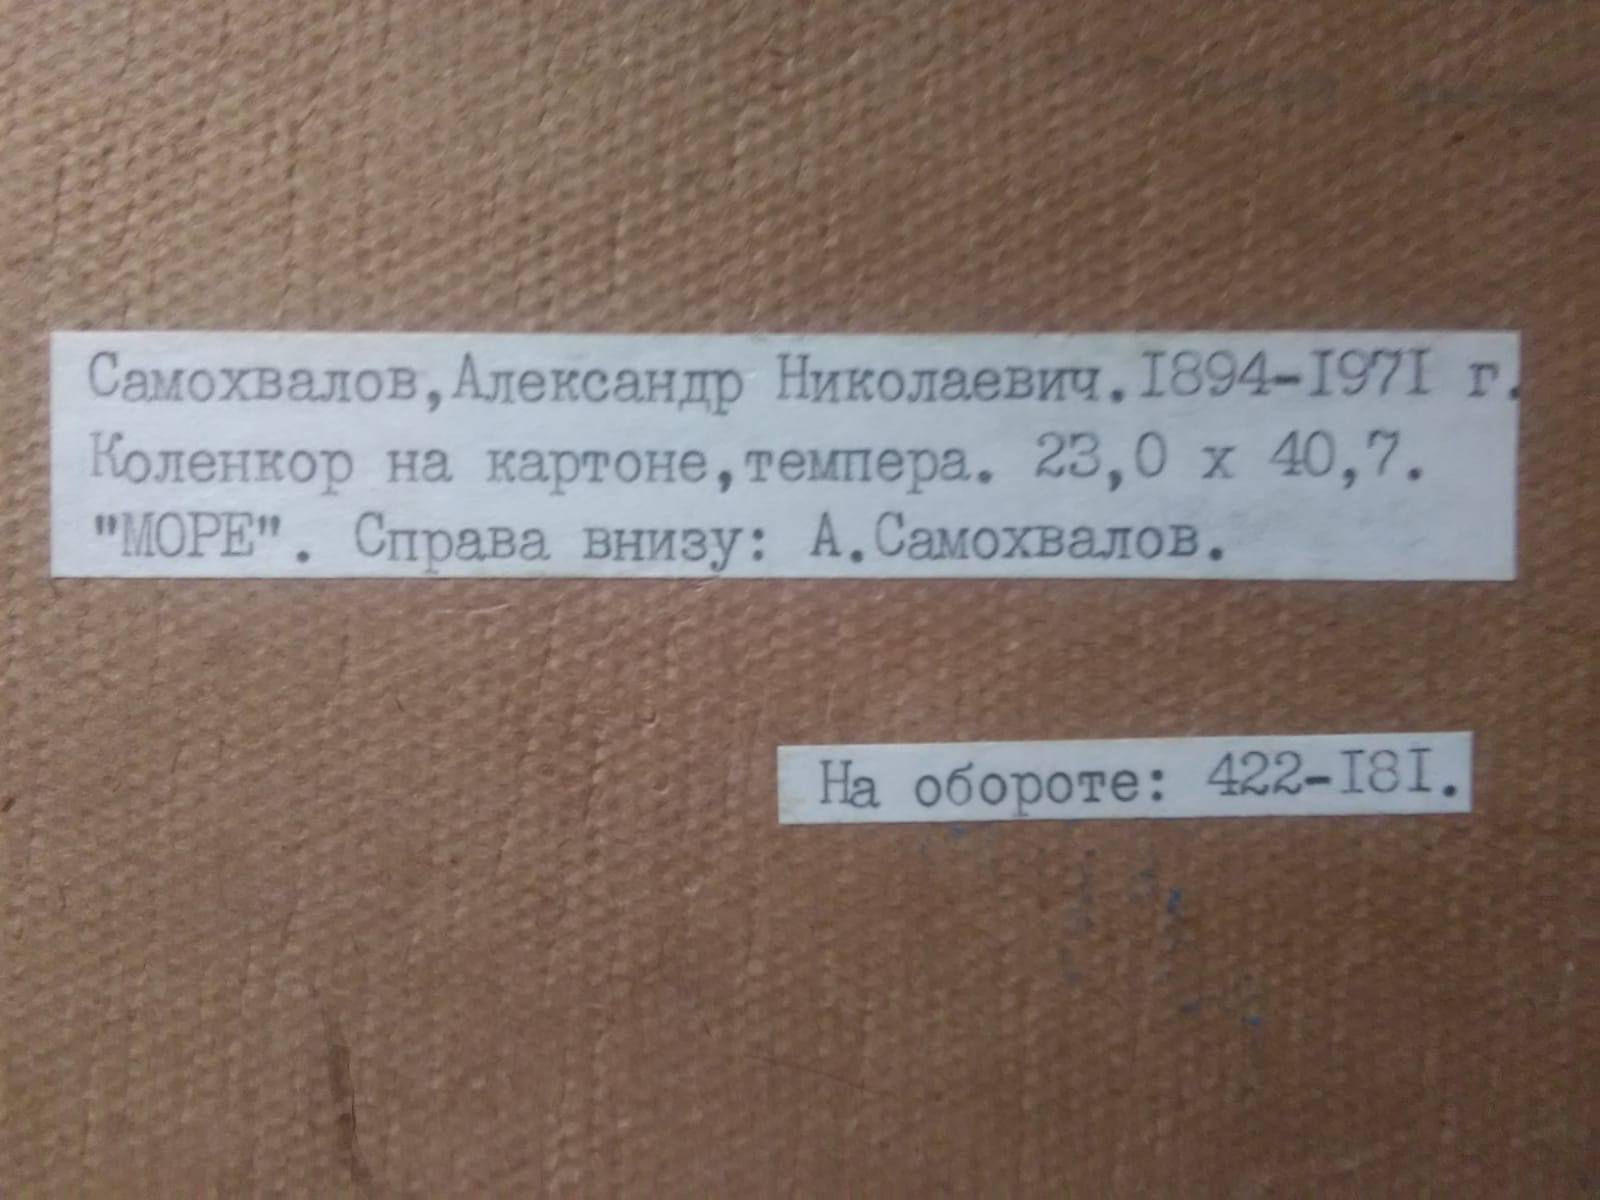 Самохвалов,Александр Николаевич.I894-I97I г.
Коленкор на картоне,темпера. 23,0 х 40,7.
"МОРЕ". Справа внизу: А.Самохвалов.
На обороте: 422-I8I.